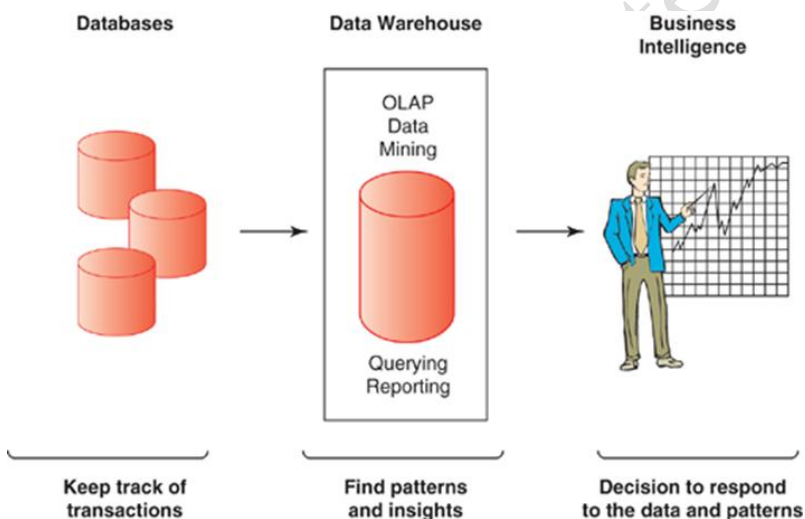 Databases
Data Warehouse
Business
Intelligence
OLAP
Data
Mining
Querying
Reporting
Keep track of
transactions
Find patterns
and insights
Decision to respond
to the data and patterns